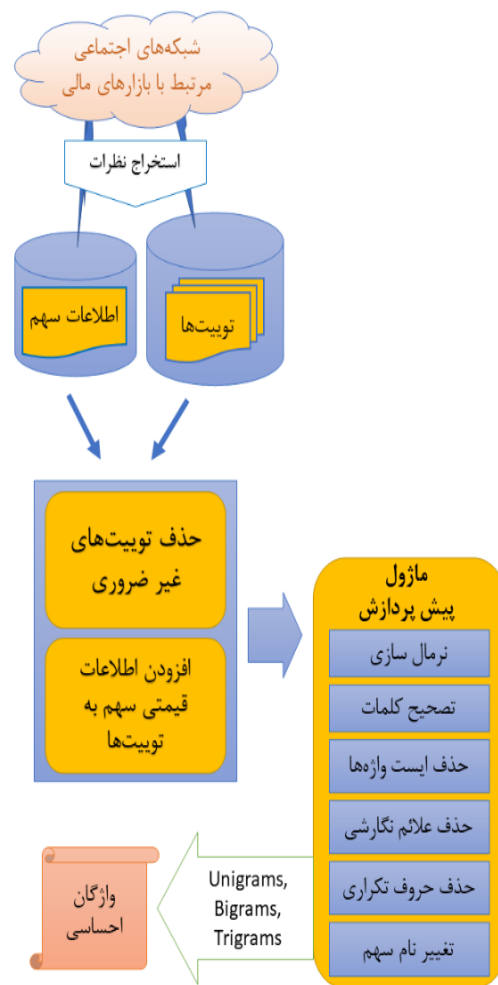 شبکه‌های اجتماعی
مرتبط با بازارهای مالی
استخراج نظرات
اطلاعات سهم
توییت‌ها
حذف توییت‌های
غیر ضروری
افزودن اطلاعات
قیمتی سهم به
توییت‌ها
ماژول
پیش پردازش
نرمال سازی
تصحیح کلمات
حذف ایست واژه‌ها
حذف علائم نگارشی
حذف حروف تکراری
تغییر نام سهم
Unigrams,
Bigrams,
Trigrams
واژگان
احساسی